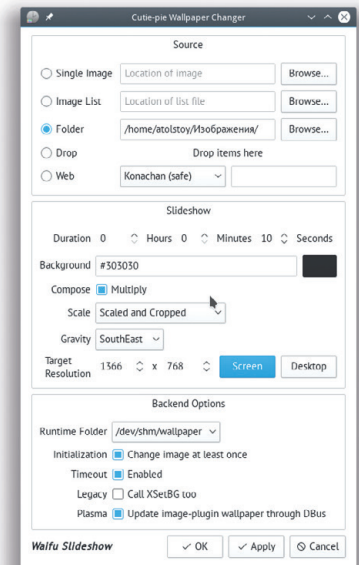 Cutie-pie Wallpaper Changer
Source
Single Image Location of image Browse...
Image List Location of list file Browse...
Folder /home/atolstoy/Изображения/ Browse...
Drop Drop items here
Web Konachan (safe)
Slideshow
Duration 0 Hours 0 Minutes 10 Seconds
Background #303030
Compose Multiply
Scale Scaled and Cropped
Gravity SouthEast
Target Resolution 1366 x 768 Screen Desktop
Backend Options
Runtime Folder /dev/shm/wallpaper
Initialization Change image at least once
Timeout Enabled
Legacy Call XSetBG too
Plasma Update image-plugin wallpaper through DBus
Waifu Slideshow OK Apply Cancel